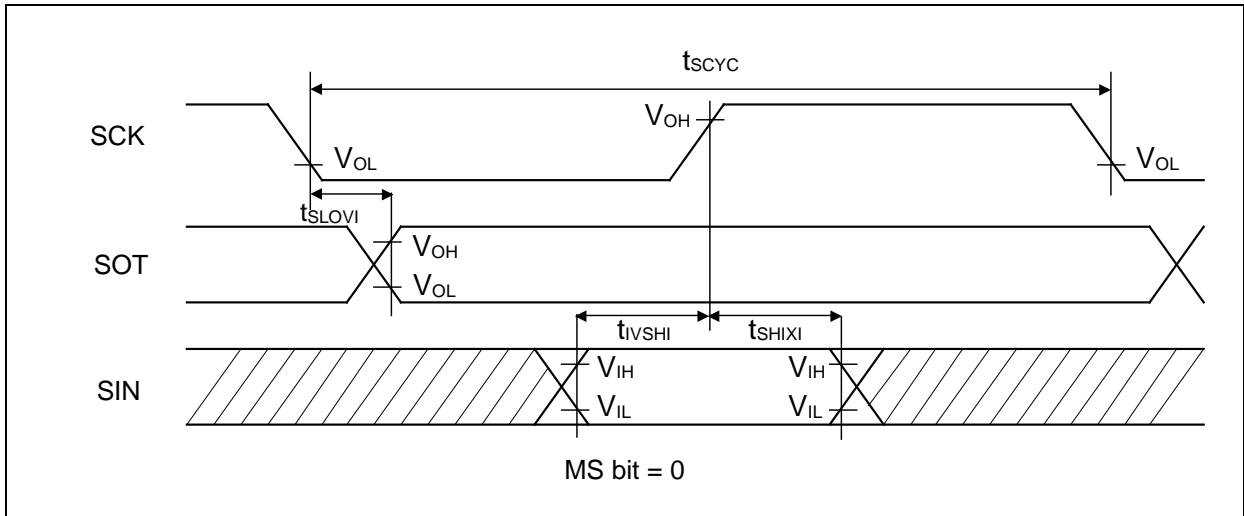 tSCYC
SCK
VOH
VOL
VOL
tSLOVI
SOT
VOH
VOL
tIVSHI
tSHIXI
SIN
VIH
VIH
VIL
VIL
MS bit = 0